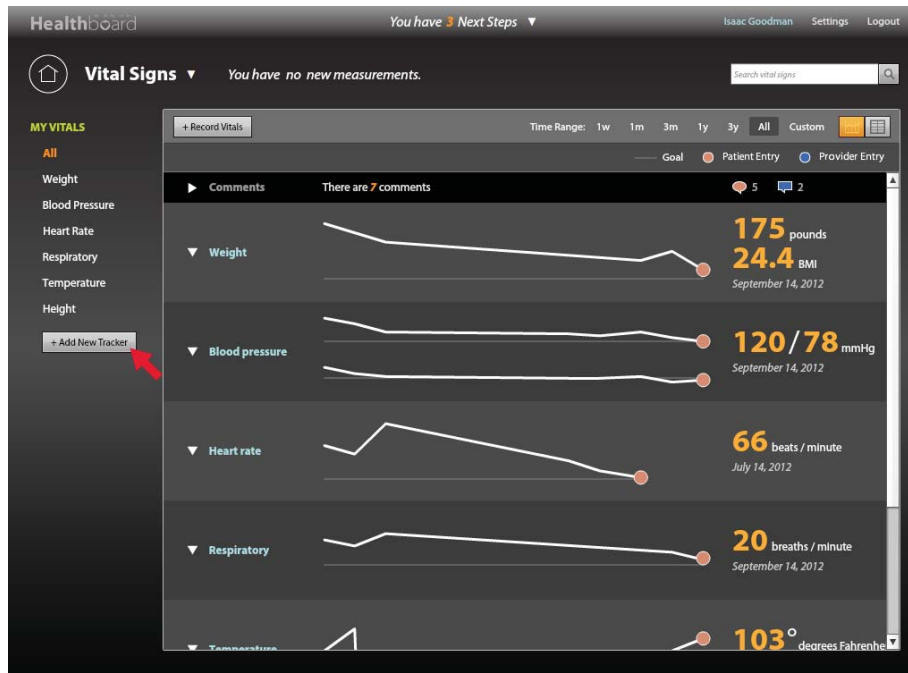 Healthboard
You have 3 Next Steps ▼
Isaac Goodman Settings Logout
Vital Signs ▼
You have no new measurements.
Search vital signs
MY VITALS
All
Weight
Blood Pressure
Heart Rate
Respiratory
Temperature
Height
+ Add New Tracker
+ Record Vitals
Time Range: 1w 1m 3m 1y 3y All Custom
Goal Patient Entry Provider Entry
Comments There are 7 comments 5 2
Weight
175 pounds
24.4 BMI
September 14, 2012
Blood pressure
120/78 mmHg
September 14, 2012
Heart rate
66 beats / minute
July 14, 2012
Respiratory
20 breaths / minute
September 14, 2012
Temperature
103° degrees Fahrenhe